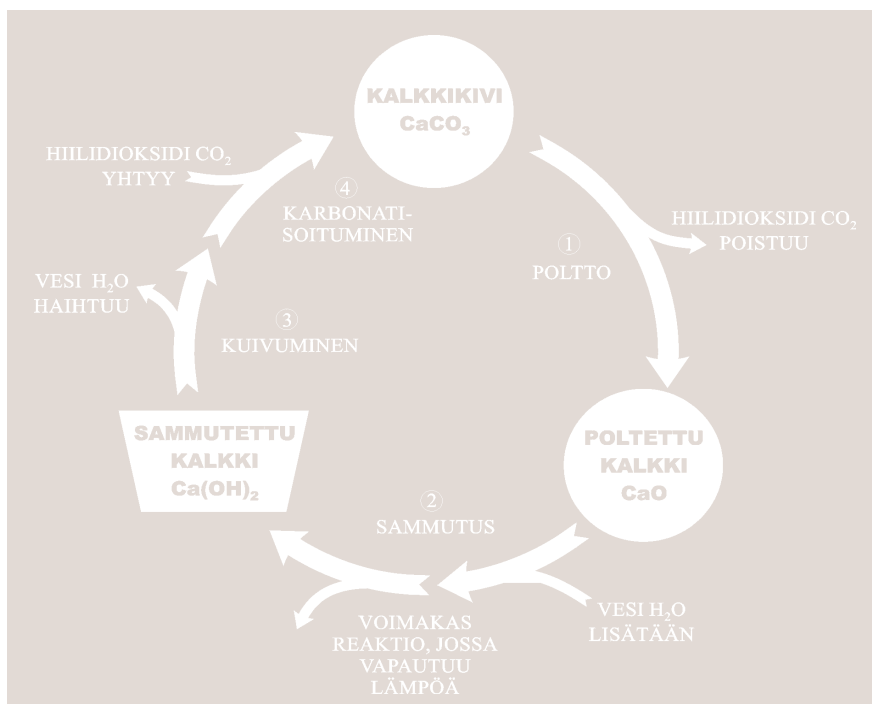 KALKKIKIVI
CaCO₃
HIILIDIOKSIDI CO₂
YHTYY
④
KARBONATI-
SOITUMINEN
①
POLTTO
HIILIDIOKSIDI CO₂
POISTUU
VESI H₂O
HAIHTUU
③
KUIVUMINEN
SAMMUTETTU
KALKKI
Ca(OH)₂
POLTETTU
KALKKI
CaO
②
SAMMUTUS
VOIMAKAS
REAKTIO, JOSSA
VAPAUTUU
LÄMPÖÄ
VESI H₂O
LISÄTÄÄN